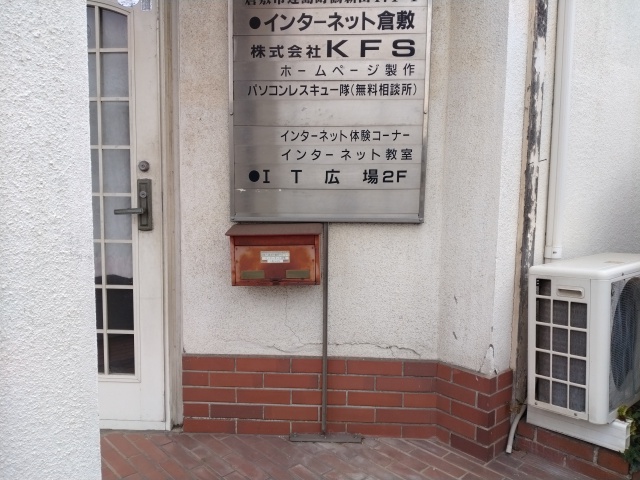 ●インターネット倉敷
株式会社KFS
ホームページ製作
パソコンレスキュー隊(無料相談所)
インターネット体験コーナー
インターネット教室
●IT広場2F